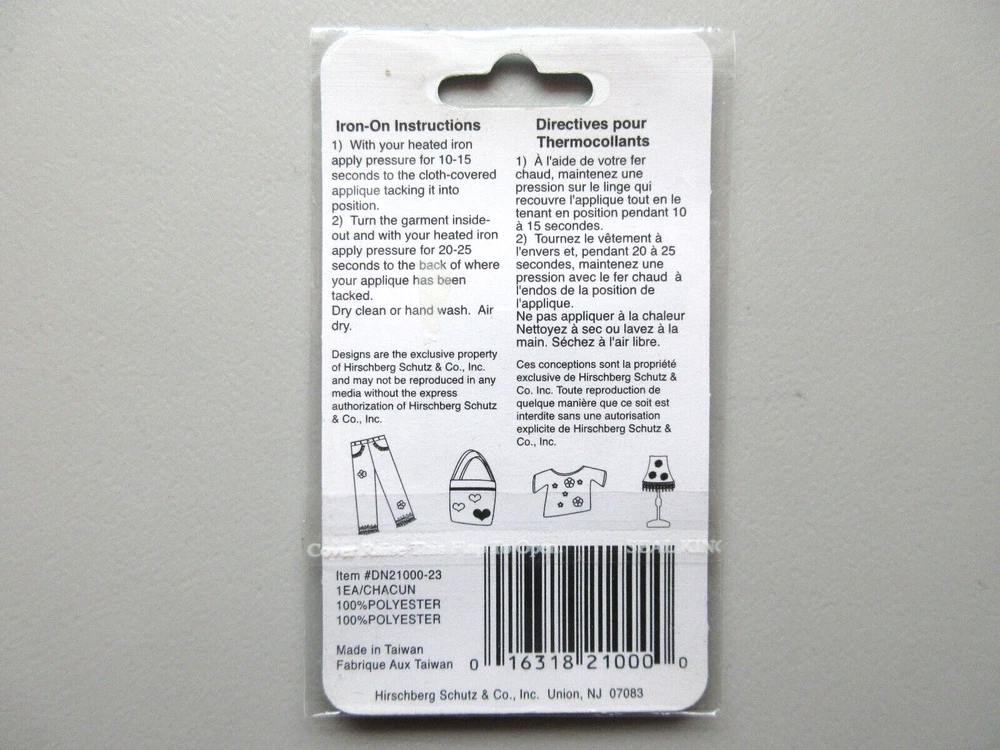 Iron-On Instructions
1) With your heated iron
apply pressure for 10-15
seconds to the cloth-covered
applique tacking it into
position.
2) Turn the garment inside-
out and with your heated iron
apply pressure for 20-25
seconds to the back of where
your applique has been
tacked.
Dry clean or hand wash. Air
dry.
Designs are the exclusive property
of Hirschberg Schutz & Co., Inc.
and may not be reproduced in any
media without the express
authorization of Hirschberg Schutz
& Co., Inc.
Directives pour
Thermocollants
1) À l'aide de votre fer
chaud, maintenez une
pression sur le linge qui
recouvre l'applique tout en le
tenant en position pendant 10
à 15 secondes.
2) Tournez le vêtement à
l'envers et, pendant 20 à 25
secondes, maintenez une
pression avec le fer chaud à
l'endos de la position de
l'applique.
Ne pas appliquer à la chaleur
Nettoyez à sec ou lavez à la
main. Séchez à l'air libre.
Ces conceptions sont la propriété
exclusive de Hirschberg Schutz &
Co. Inc. Toute reproduction de
quelque manière que ce soit est
interdite sans une autorisation
explicite de Hirschberg Schutz &
Co., Inc.
Flap To Open SEAL KING
Item #DN21000-23
1EA/CHACUN
100%POLYESTER
100%POLYESTER
Made in Taiwan
Fabrique Aux Taiwan
0 16318 21000 0
Hirschberg Schutz & Co., Inc. Union, NJ 07083